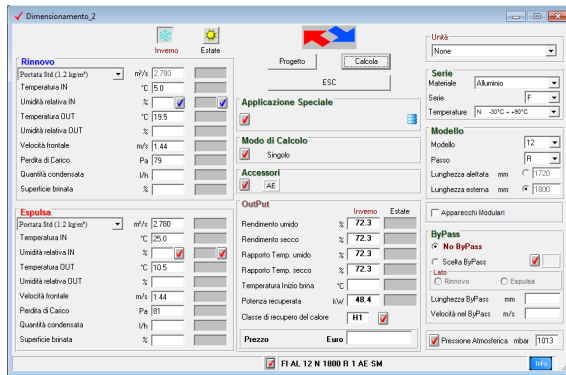 Dimensionamento_2
Inverno Estate
Rinnovo
Portata Std (1.2 kg/m³) m³/s 2.780
Temperatura IN °C 5.0
Umidità relativa IN %
Temperatura OUT °C 19.5
Umidità relativa OUT %
Velocità frontale m/s 1.44
Perdita di Carico Pa 79
Quantità condensata l/h
Superficie brinata %
Espulsa
Portata Std (1.2 kg/m³) m³/s 2.780
Temperatura IN °C 25.0
Umidità relativa IN %
Temperatura OUT °C 10.5
Umidità relativa OUT %
Velocità frontale m/s 1.44
Perdita di Carico Pa 81
Quantità condensata l/h
Superficie brinata %
Progetto Calcola
ESC
Applicazione Speciale
Modo di Calcolo
Singolo
Accessori
AE
OutPut
Inverno Estate
Rendimento umido % 72.3
Rendimento secco % 72.3
Rapporto Temp. umido % 72.3
Rapporto Temp. secco % 72.3
Temperatura Inizio brina °C
Potenza recuperata kW 48.4
Classe di recupero del calore H1
Prezzo Euro
Unità
None
Serie
Materiale Alluminio
Serie F
Temperature N -30°C ÷ +90°C
Modello
Modello 12
Passo R
Lunghezza alettata mm 1720
Lunghezza esterna mm 1800
Apparecchi Modulari
ByPass
No ByPass
Scelta ByPass
Lato
Rinnovo Espulsa
Lunghezza ByPass mm
Velocità nel ByPass m/s
Pressione Atmosferica mbar 1013
FI AL 12 N 1800 R 1 AE SM
Info